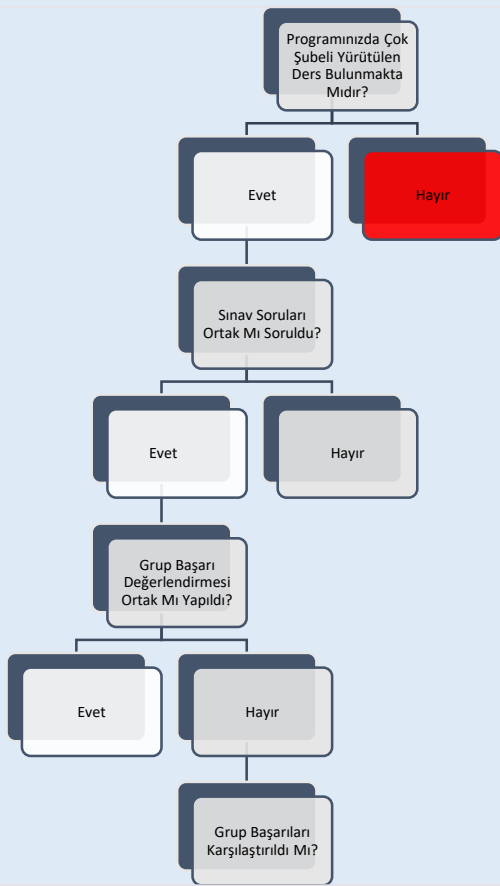 Programınızda Çok
Şubeli Yürütülen
Ders Bulunmakta
Mıdır?
Evet
Hayır
Sınav Soruları
Ortak Mı Soruldu?
Evet
Hayır
Grup Başarı
Değerlendirmesi
Ortak Mı Yapıldı?
Evet
Hayır
Grup Başarıları
Karşılaştırıldı Mı?